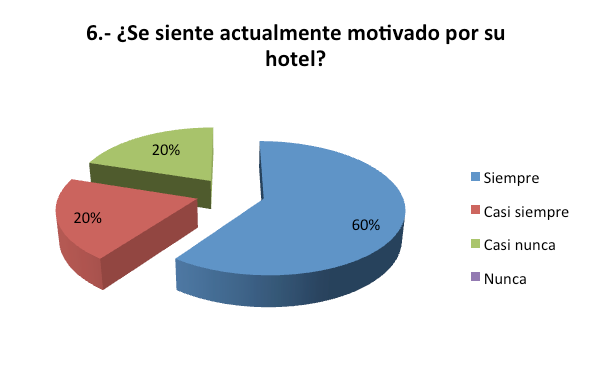 6.- ¿Se siente actualmente motivado por su
hotel?
20%
20%
60%
Siempre
Casi siempre
Casi nunca
Nunca